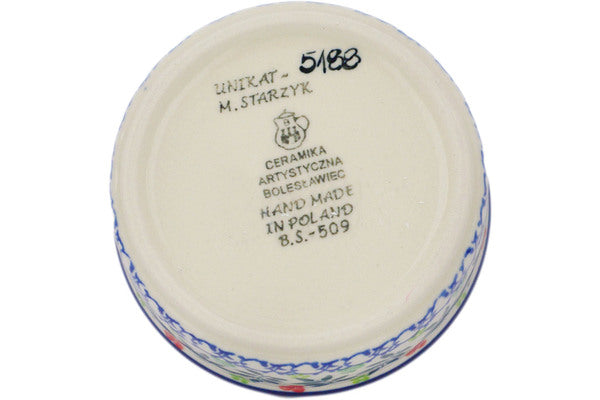 UNIKAT - 5188
M. STARZYK
CERAMIKA
ARTYSTYCZNA
BOLESŁAWIEC
HAND MADE
IN POLAND
B.S.-509